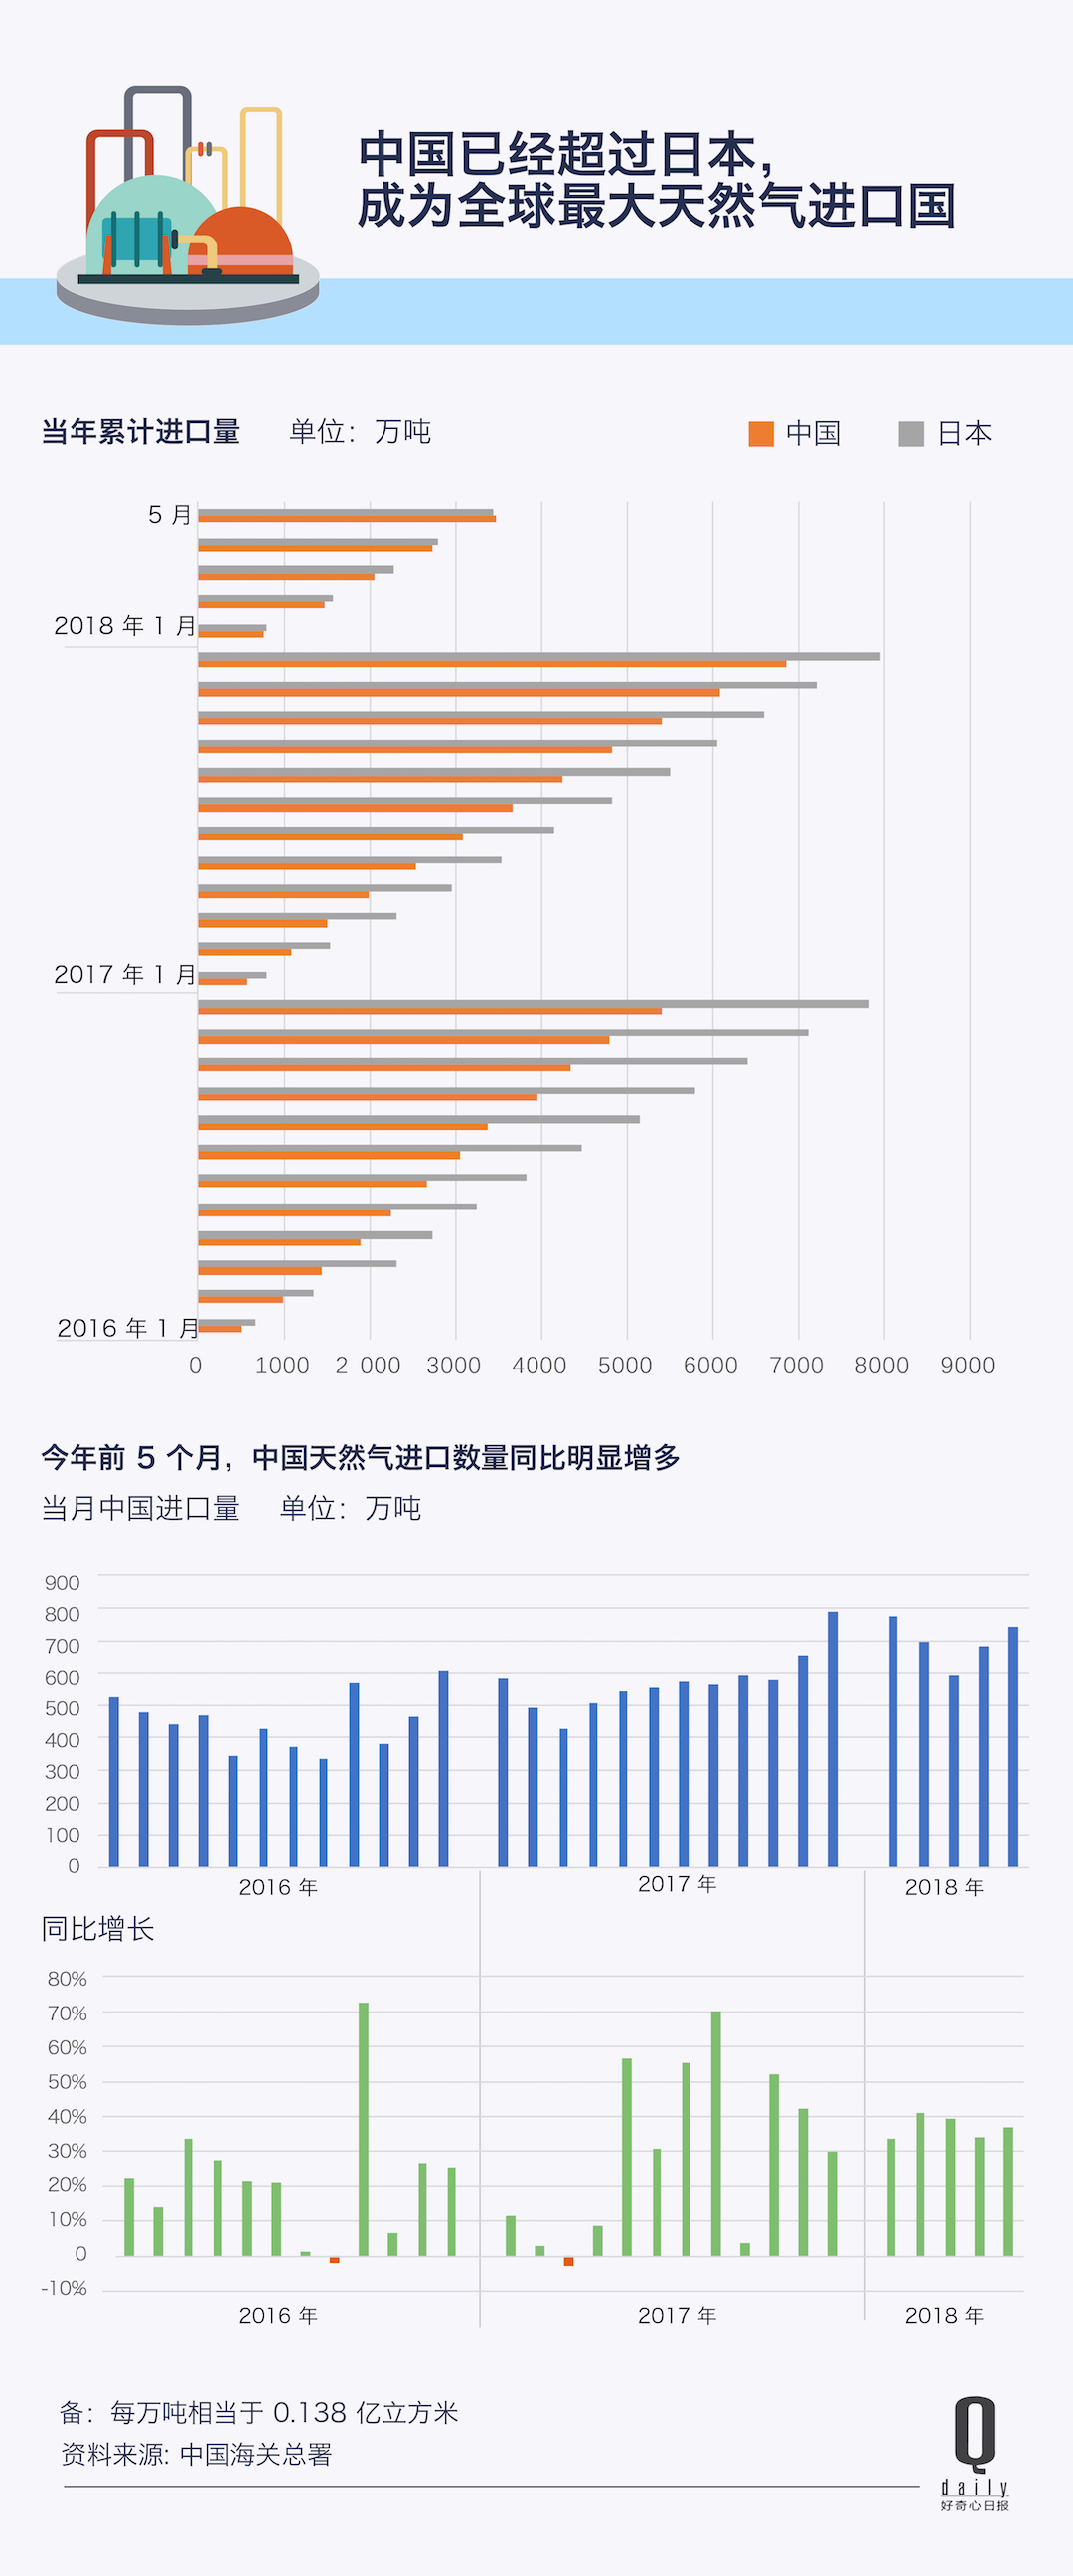 中国已经超过日本，
成为全球最大天然气进口国
当年累计进口量 单位：万吨 中国 日本
5 月
2018 年 1 月
2017 年 1 月
2016 年 1 月
0 1000 2 000 3000 4000 5000 6000 7000 8000 9000
今年前 5 个月，中国天然气进口数量同比明显增多
当月中国进口量 单位：万吨
900
800
700
600
500
400
300
200
100
0
2016 年 2017 年 2018 年
同比增长
80%
70%
60%
50%
40%
30%
20%
10%
0
-10%
2016 年 2017 年 2018 年
备：每万吨相当于 0.138 亿立方米
资料来源: 中国海关总署
Q
daily
好奇心日报